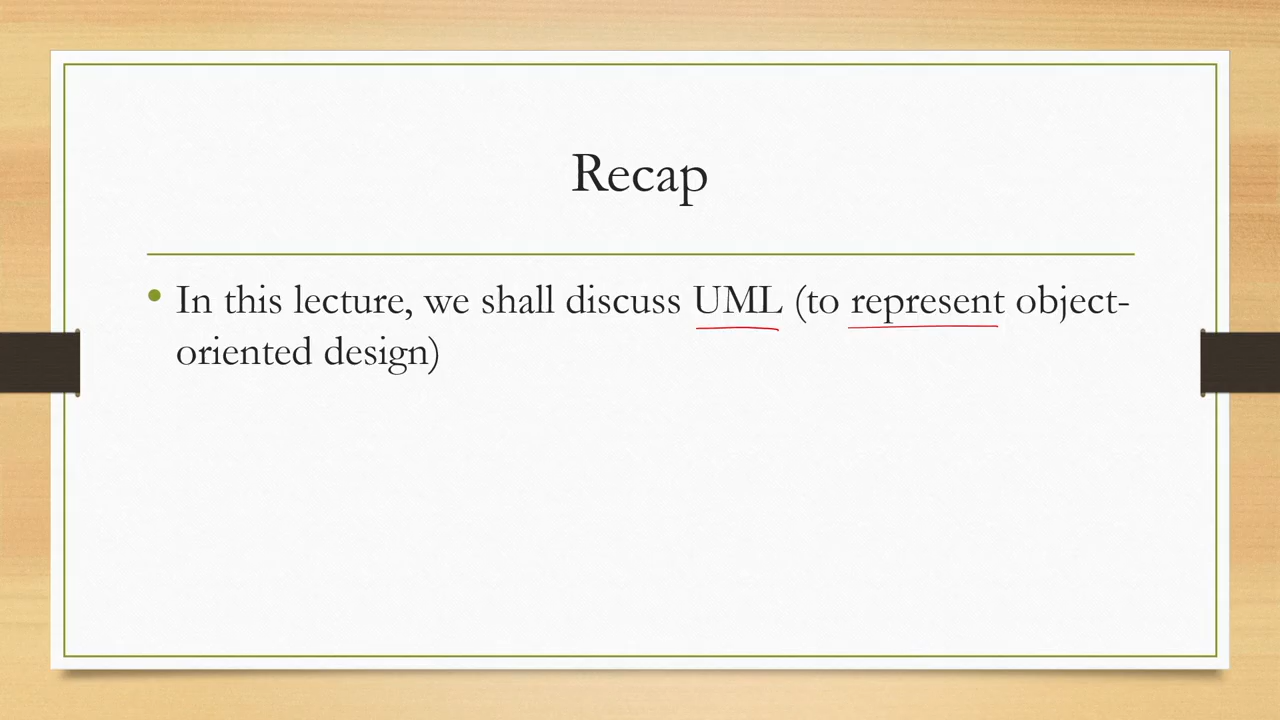 Recap
• In this lecture, we shall discuss UML (to represent object-
oriented design)